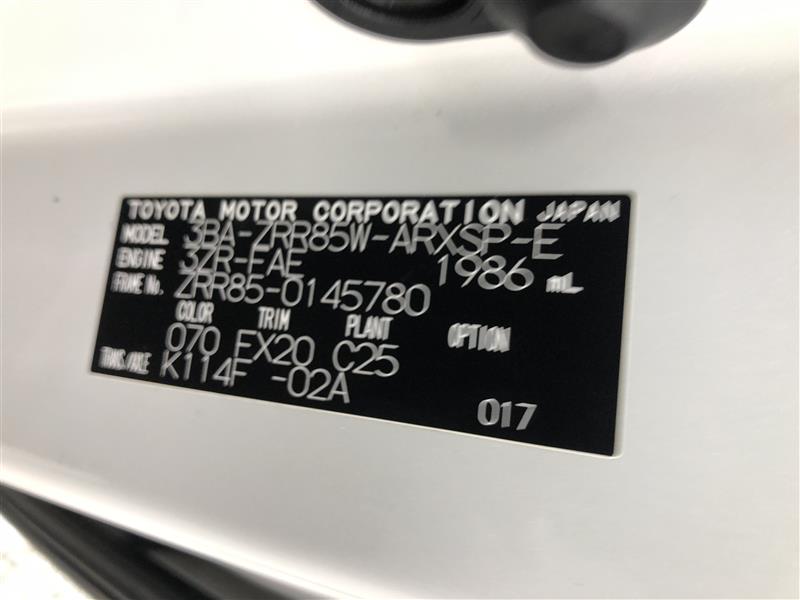 TOYOTA MOTOR CORPORATION JAPAN
MODEL 3BA-ZRR85W-ARXSP-E
ENGINE 3ZR-FAE 1986 mL
FRAME No. ZRR85-0145780
COLOR TRIM PLANT OPTION
070 EX20 C25
TRANS/AXLE K114F -02A
017